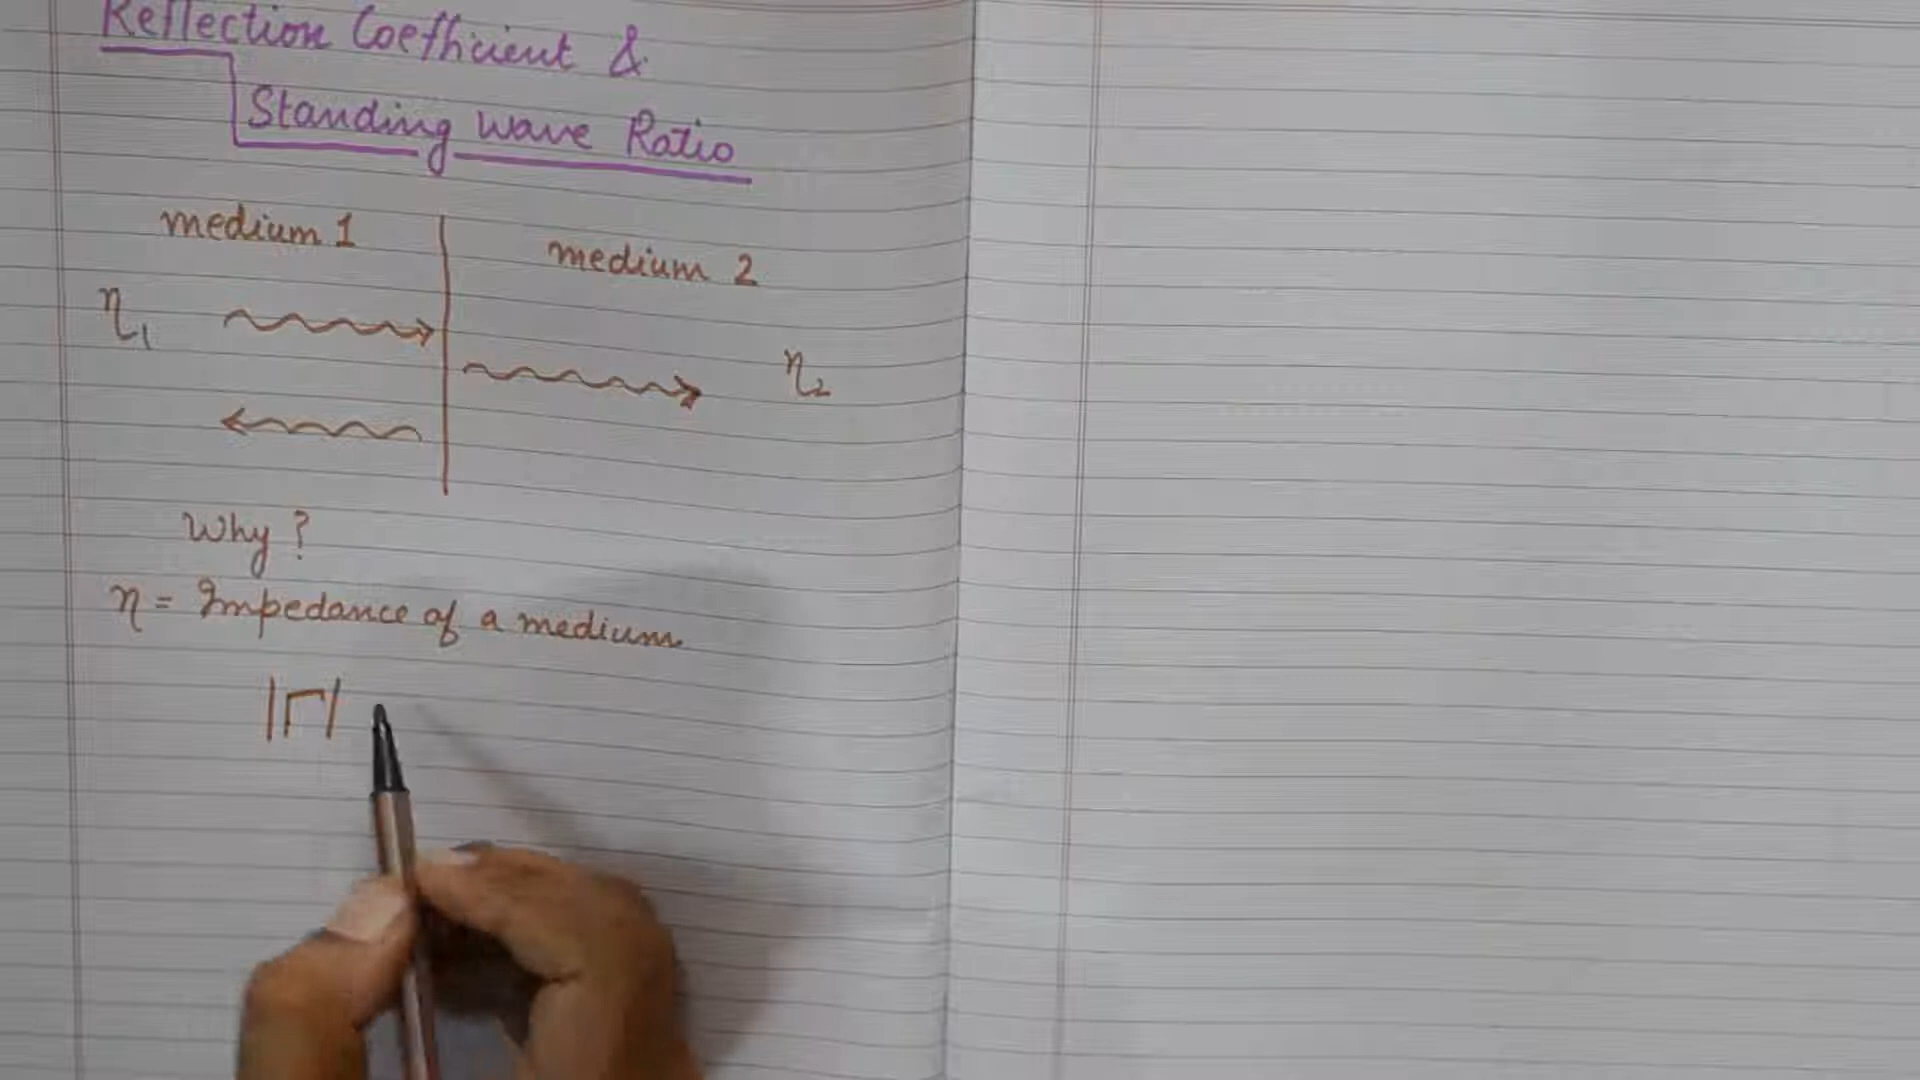 Reflection Coefficient &
Standing Wave Ratio
medium 1
medium 2
η₁
η₂
Why?
η = Impedance of a medium
|Γ|